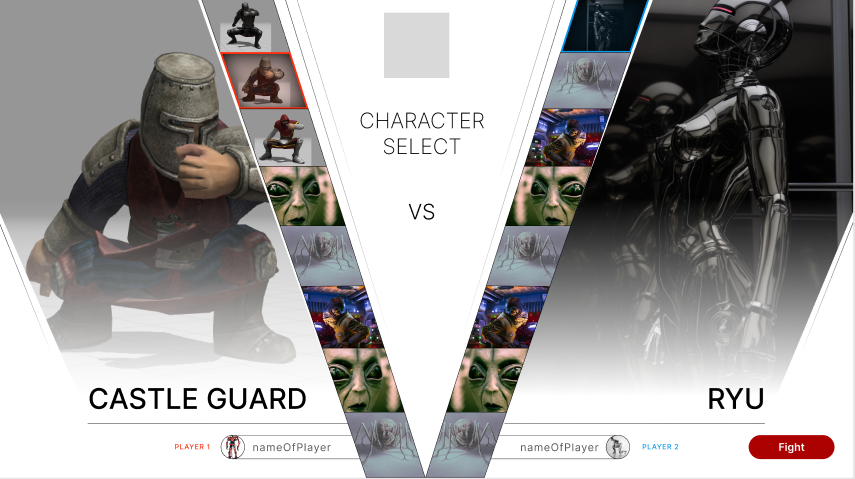 CHARACTER
SELECT
VS
CASTLE GUARD
RYU
PLAYER 1
nameOfPlayer
nameOfPlayer
PLAYER 2
Fight